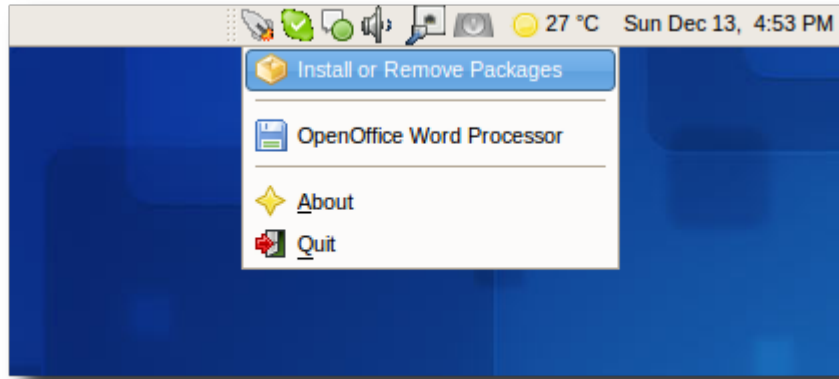 27 °C Sun Dec 13, 4:53 PM
Install or Remove Packages
OpenOffice Word Processor
About
Quit